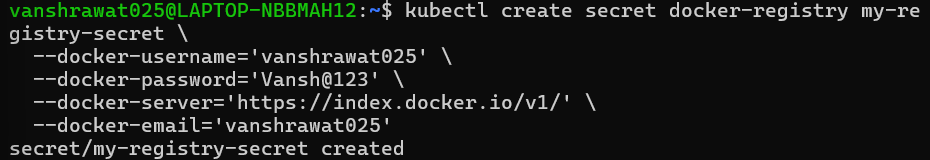 vanshrawat025@LAPTOP-NBBMAH12:~$ kubectl create secret docker-registry my-re
gistry-secret \
  --docker-username='vanshrawat025' \
  --docker-password='Vansh@123' \
  --docker-server='https://index.docker.io/v1/' \
  --docker-email='vanshrawat025'
secret/my-registry-secret created